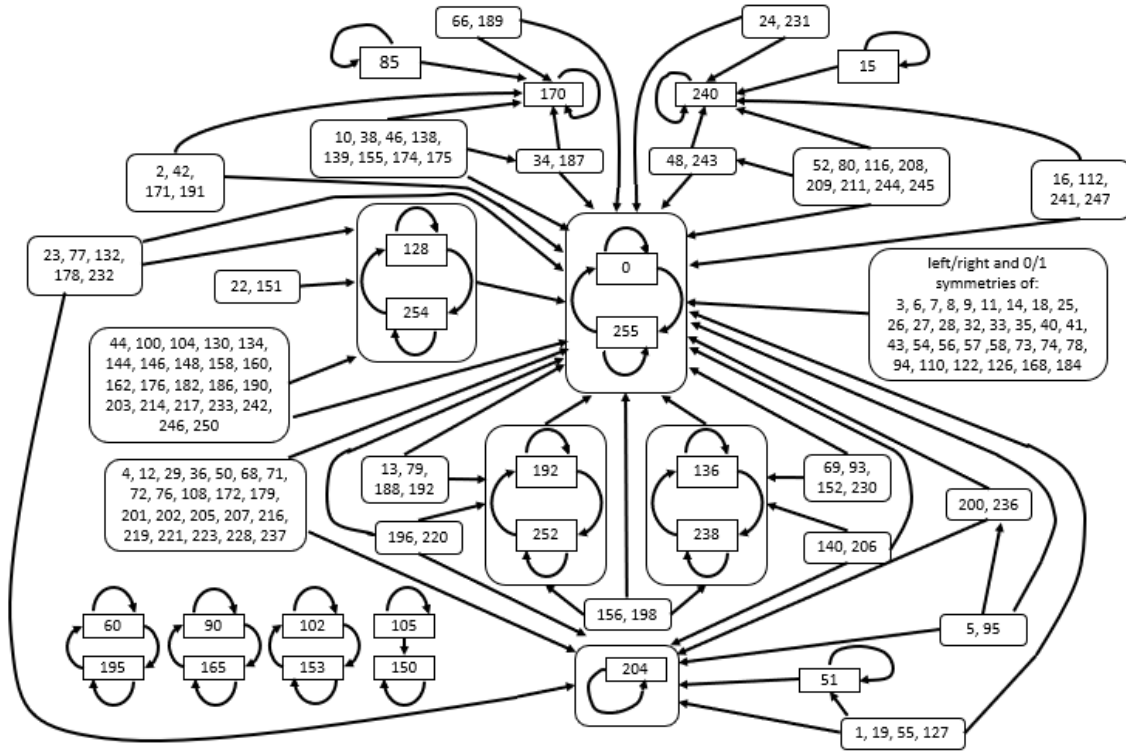 66, 189
24, 231
85
15
170
240
10, 38, 46, 138,
139, 155, 174, 175
34, 187
48, 243
52, 80, 116, 208,
209, 211, 244, 245
2, 42,
171, 191
16, 112,
241, 247
23, 77, 132,
178, 232
128
254
22, 151
0
255
left/right and 0/1
symmetries of:
3, 6, 7, 8, 9, 11, 14, 18, 25,
26, 27, 28, 32, 33, 35, 40, 41,
43, 54, 56, 57 ,58, 73, 74, 78,
94, 110, 122, 126, 168, 184
44, 100, 104, 130, 134,
144, 146, 148, 158, 160,
162, 176, 182, 186, 190,
203, 214, 217, 233, 242,
246, 250
4, 12, 29, 36, 50, 68, 71,
72, 76, 108, 172, 179,
201, 202, 205, 207, 216,
219, 221, 223, 228, 237
13, 79,
188, 192
192
252
136
238
69, 93,
152, 230
196, 220
140, 206
200, 236
156, 198
5, 95
60
195
90
165
102
153
105
150
204
51
1, 19, 55, 127